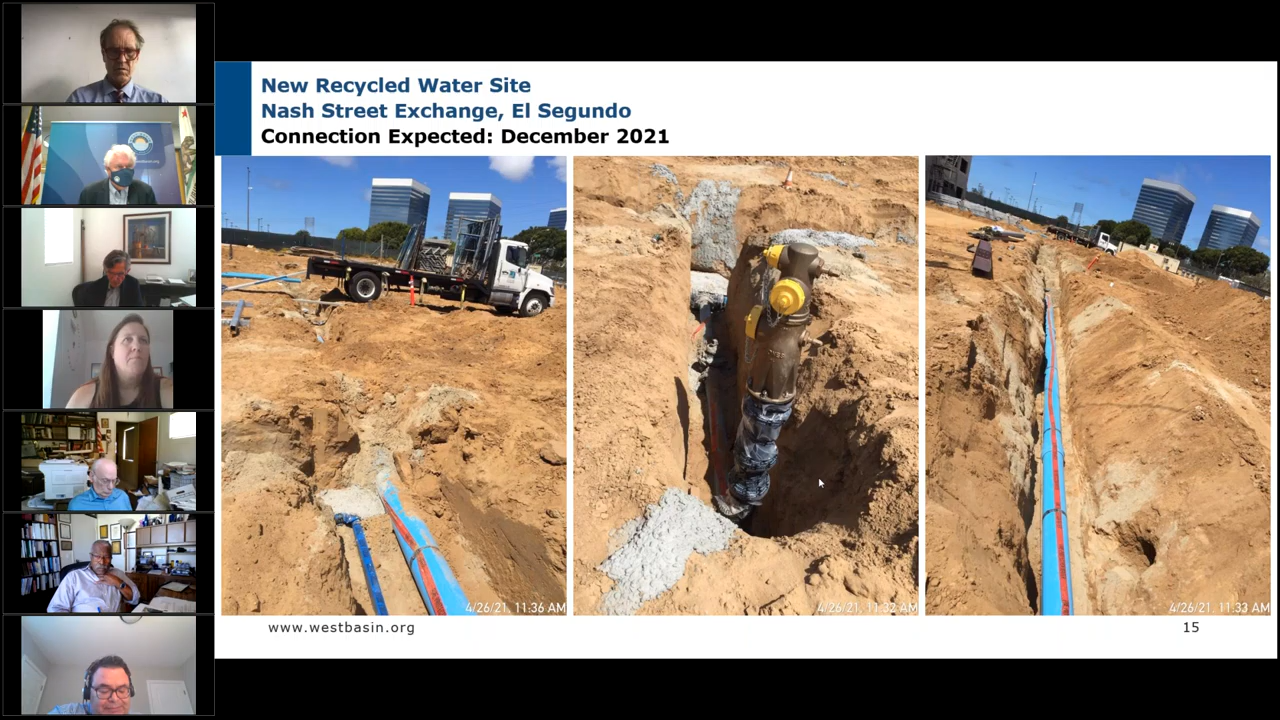 New Recycled Water Site
Nash Street Exchange, El Segundo
Connection Expected: December 2021
4/26/21, 11:36 AM
4/26/21, 11:32 AM
4/26/21, 11:33 AM
www.westbasin.org
15